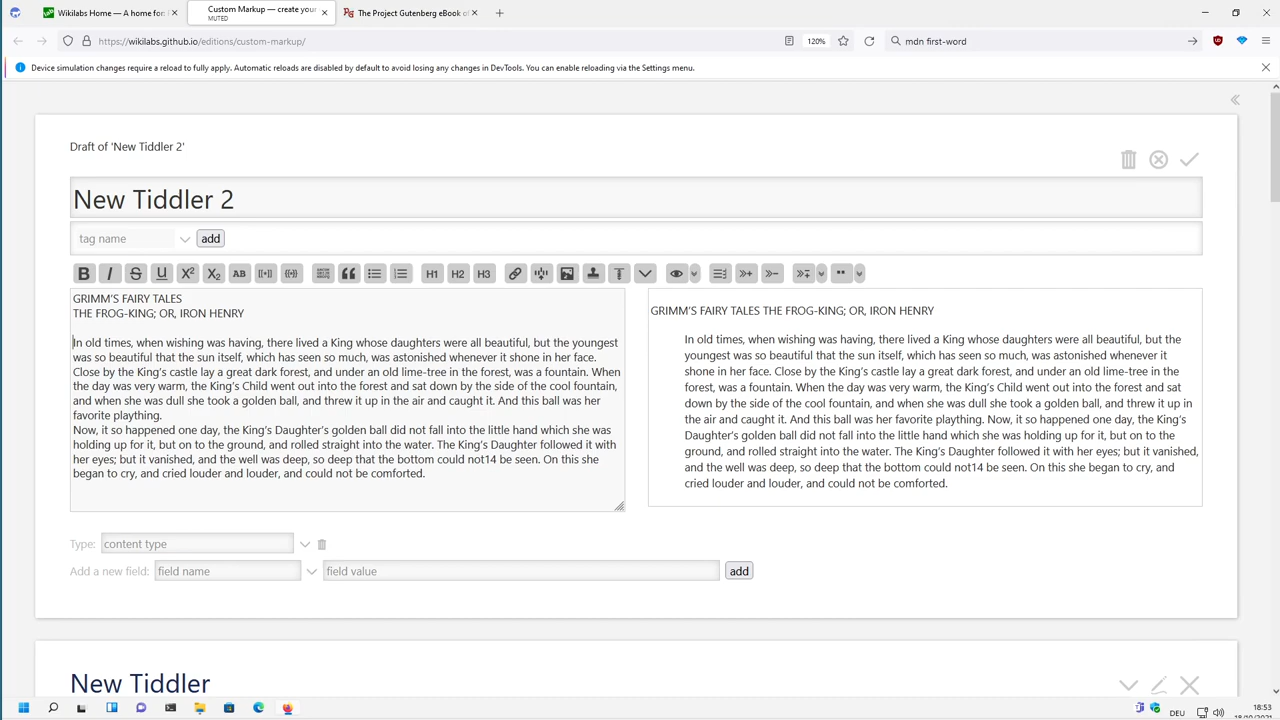 Wikilabs Home — A home for
Custom Markup — create your
MUTED
The Project Gutenberg eBook of
https://wikilabs.github.io/editions/custom-markup/
120%
mdn first-word
Device simulation changes require a reload to fully apply. Automatic reloads are disabled by default to avoid losing any changes in DevTools. You can enable reloading via the Settings menu.
Draft of 'New Tiddler 2'
New Tiddler 2
tag name
add
B I S U X² X₂ AB H1 H2 H3
GRIMM'S FAIRY TALES
THE FROG-KING; OR, IRON HENRY
In old times, when wishing was having, there lived a King whose daughters were all beautiful, but the youngest
was so beautiful that the sun itself, which has seen so much, was astonished whenever it shone in her face.
Close by the King's castle lay a great dark forest, and under an old lime-tree in the forest, was a fountain. When
the day was very warm, the King's Child went out into the forest and sat down by the side of the cool fountain,
and when she was dull she took a golden ball, and threw it up in the air and caught it. And this ball was her
favorite plaything.
Now, it so happened one day, the King's Daughter's golden ball did not fall into the little hand which she was
holding up for it, but on to the ground, and rolled straight into the water. The King's Daughter followed it with
her eyes; but it vanished, and the well was deep, so deep that the bottom could not14 be seen. On this she
began to cry, and cried louder and louder, and could not be comforted.
GRIMM'S FAIRY TALES THE FROG-KING; OR, IRON HENRY
In old times, when wishing was having, there lived a King whose daughters were all beautiful, but the
youngest was so beautiful that the sun itself, which has seen so much, was astonished whenever it
shone in her face. Close by the King's castle lay a great dark forest, and under an old lime-tree in the
forest, was a fountain. When the day was very warm, the King's Child went out into the forest and sat
down by the side of the cool fountain, and when she was dull she took a golden ball, and threw it up in
the air and caught it. And this ball was her favorite plaything. Now, it so happened one day, the King's
Daughter's golden ball did not fall into the little hand which she was holding up for it, but on to the
ground, and rolled straight into the water. The King's Daughter followed it with her eyes; but it vanished,
and the well was deep, so deep that the bottom could not14 be seen. On this she began to cry, and
cried louder and louder, and could not be comforted.
Type:
content type
Add a new field:
field name
field value
add
New Tiddler
DEU
18:53
18/10/2021